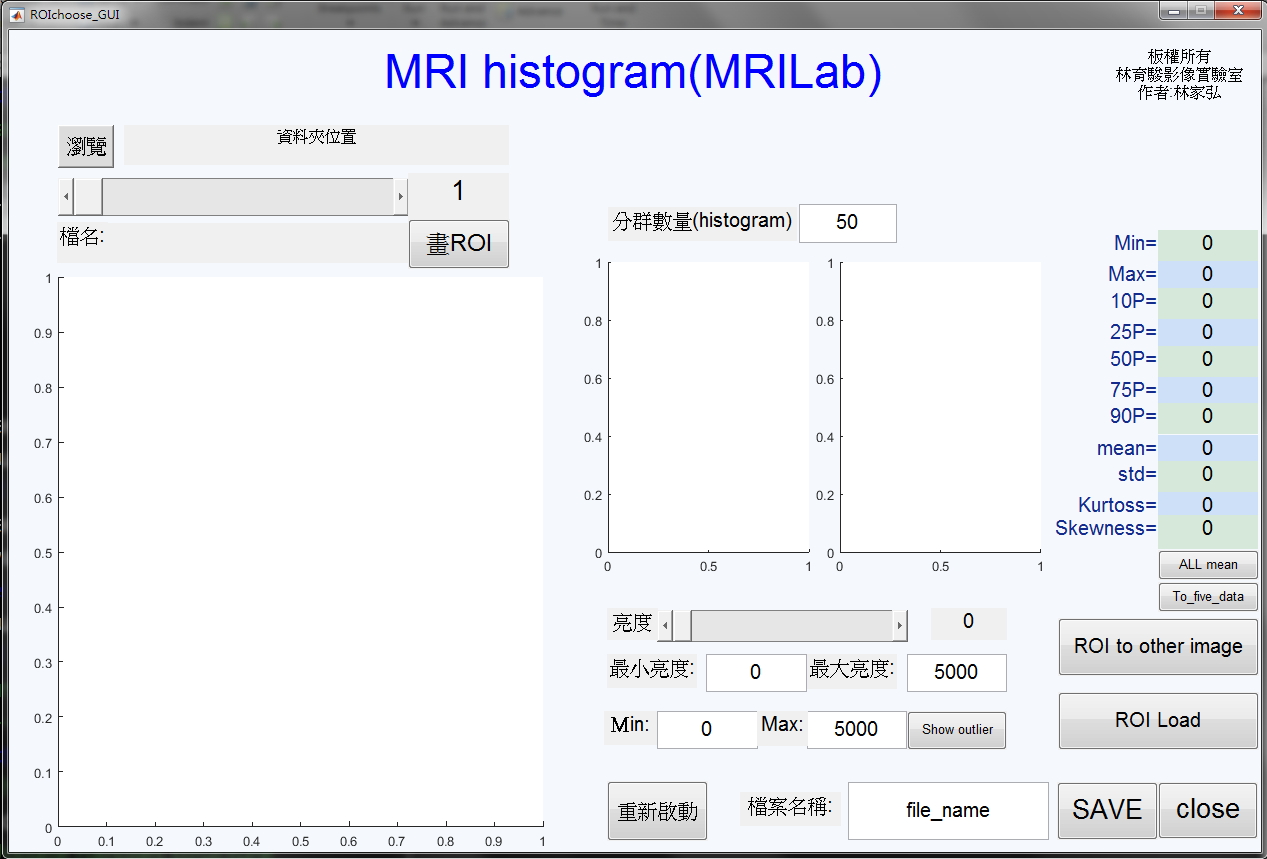 ROIchoose_GUI
MRI histogram(MRILab)
板權所有
林育駿影像實驗室
作者:林家弘
瀏覽
資料夾位置
1
檔名:
畫ROI
分群數量(histogram)
50
1
0.9
0.8
0.7
0.6
0.5
0.4
0.3
0.2
0.1
0
0 0.1 0.2 0.3 0.4 0.5 0.6 0.7 0.8 0.9 1
1
0.8
0.6
0.4
0.2
0
0 0.5 1
1
0.8
0.6
0.4
0.2
0
0 0.5 1
Min= 0
Max= 0
10P= 0
25P= 0
50P= 0
75P= 0
90P= 0
mean= 0
std= 0
Kurtoss= 0
Skewness= 0
ALL mean
To_five_data
亮度 0
最小亮度: 0 最大亮度: 5000
Min: 0 Max: 5000 Show outlier
ROI to other image
ROI Load
重新啟動
檔案名稱:
file_name
SAVE
close